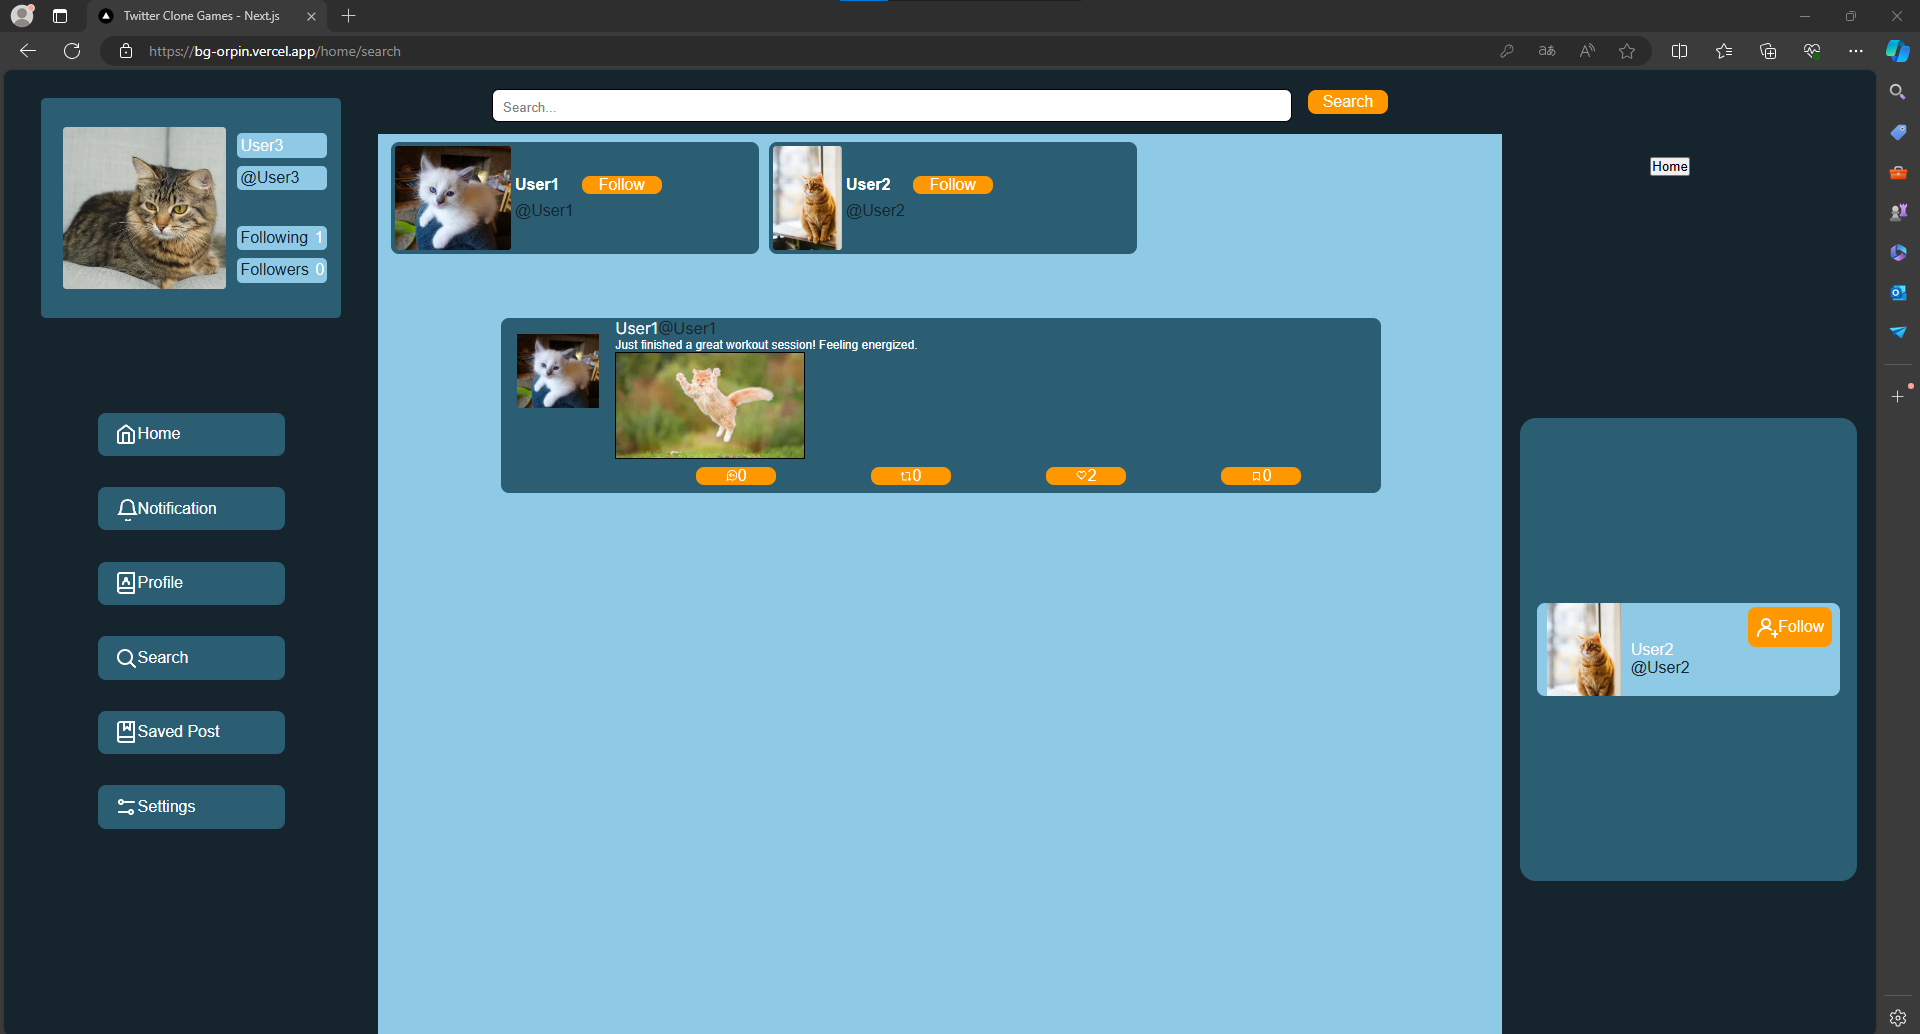 Twitter Clone Games - Next.js
https://bg-orpin.vercel.app/home/search
Search...
Search
User3
@User3
Following 1
Followers 0
User1 Follow
@User1
User2 Follow
@User2
Home
User1@User1
Just finished a great workout session! Feeling energized.
0
0
2
0
Home
Notification
Profile
Search
Saved Post
Settings
Follow
User2
@User2